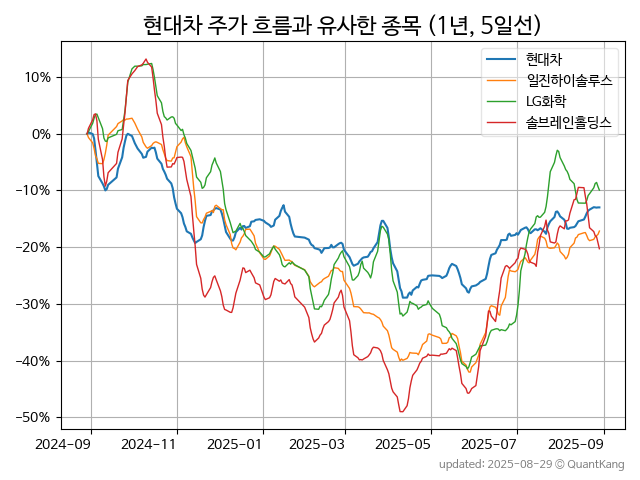 현대차 주가 흐름과 유사한 종목 (1년, 5일선)
현대차
일진하이솔루스
LG화학
솔브레인홀딩스
10%
0%
−10%
−20%
−30%
−40%
−50%
2024-09 2024-11 2025-01 2025-03 2025-05 2025-07 2025-09
updated: 2025-08-29 © QuantKang